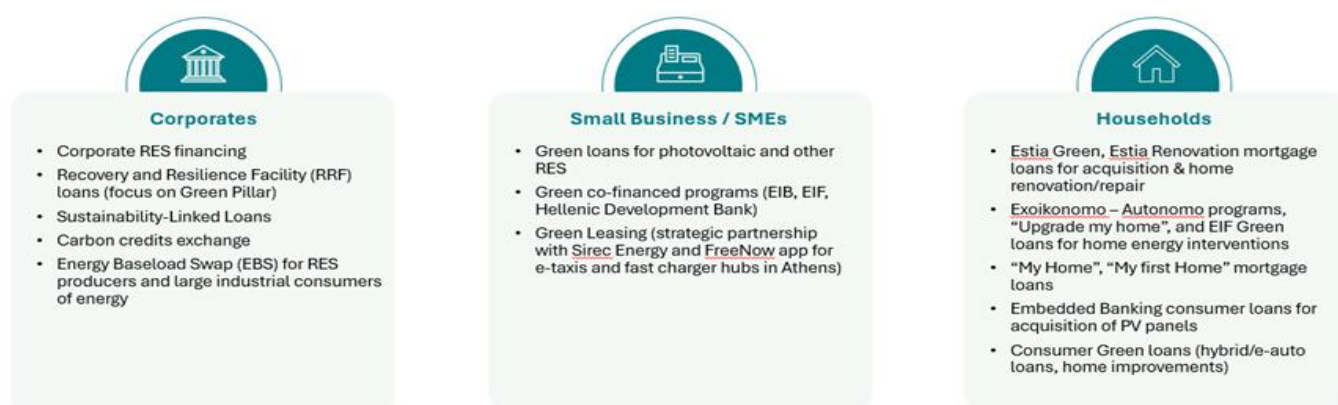 Corporates
• Corporate RES financing
• Recovery and Resilience Facility (RRF)
loans (focus on Green Pillar)
• Sustainability-Linked Loans
• Carbon credits exchange
• Energy Baseload Swap (EBS) for RES
producers and large industrial consumers
of energy
Small Business / SMEs
• Green loans for photovoltaic and other
RES
• Green co-financed programs (EIB, EIF,
Hellenic Development Bank)
• Green Leasing (strategic partnership
with Sirec Energy and FreeNow app for
e-taxis and fast charger hubs in Athens)
Households
• Estia Green, Estia Renovation mortgage
loans for acquisition & home
renovation/repair
• Exoikonomo – Autonomo programs,
“Upgrade my home”, and EIF Green
loans for home energy interventions
• “My Home”, “My first Home” mortgage
loans
• Embedded Banking consumer loans for
acquisition of PV panels
• Consumer Green loans (hybrid/e-auto
loans, home improvements)